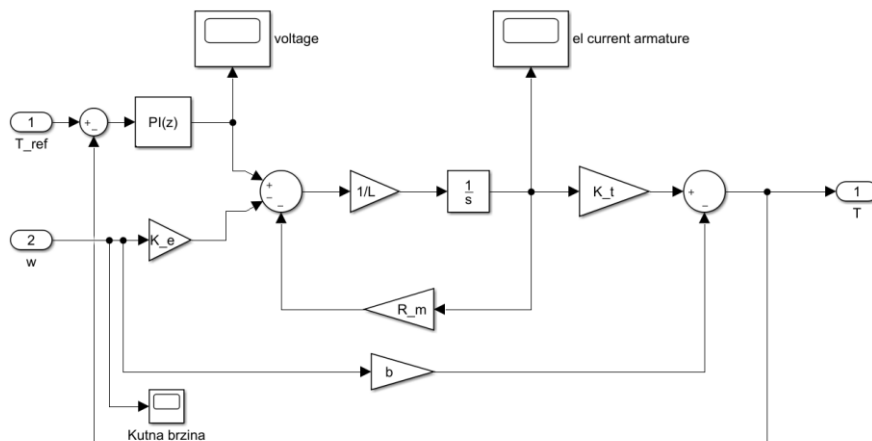 voltage
el current armature
1
T_ref
+
-
PI(z)
+
-
-
1/L
1
s
K_t
+
-
1
T
2
w
K_e
R_m
b
Kutna brzina